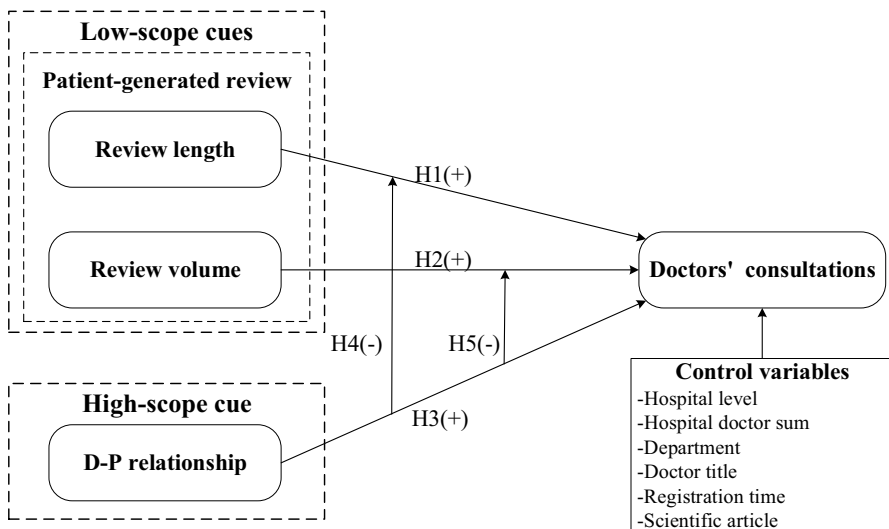 Low-scope cues
Patient-generated review
Review length
H1(+)
Review volume
H2(+)
Doctors' consultations
H4(-)
H5(-)
High-scope cue
H3(+)
D-P relationship
Control variables
-Hospital level
-Hospital doctor sum
-Department
-Doctor title
-Registration time
-Scientific article